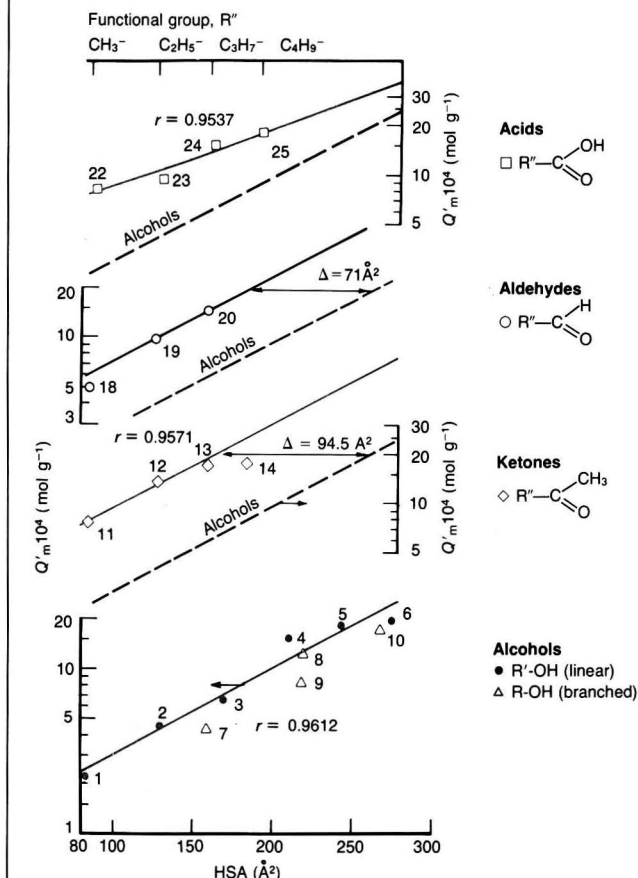 Functional group, R″
CH₃⁻ C₂H₅⁻ C₃H₇⁻ C₄H₉⁻
r = 0.9537
22
23
24
25
Alcohols
30
20
10
5
Q′ₘ10⁴ (mol g⁻¹)
Acids
□ R″—C
OH
O
20
10
5
3
Δ = 71Å²
18
19
20
Alcohols
Aldehydes
○ R″—C
H
O
r = 0.9571
11
12
13
14
Δ = 94.5 Å²
Alcohols
30
20
10
5
Q′ₘ10⁴ (mol g⁻¹)
Q′ₘ10⁴ (mol g⁻¹)
Ketones
◇ R″—C
CH₃
O
20
10
5
1
1
2
3
4
5
6
7
8
9
10
r = 0.9612
Alcohols
● R′-OH (linear)
△ R-OH (branched)
80 100 150 200 250 300
HSA (Å²)